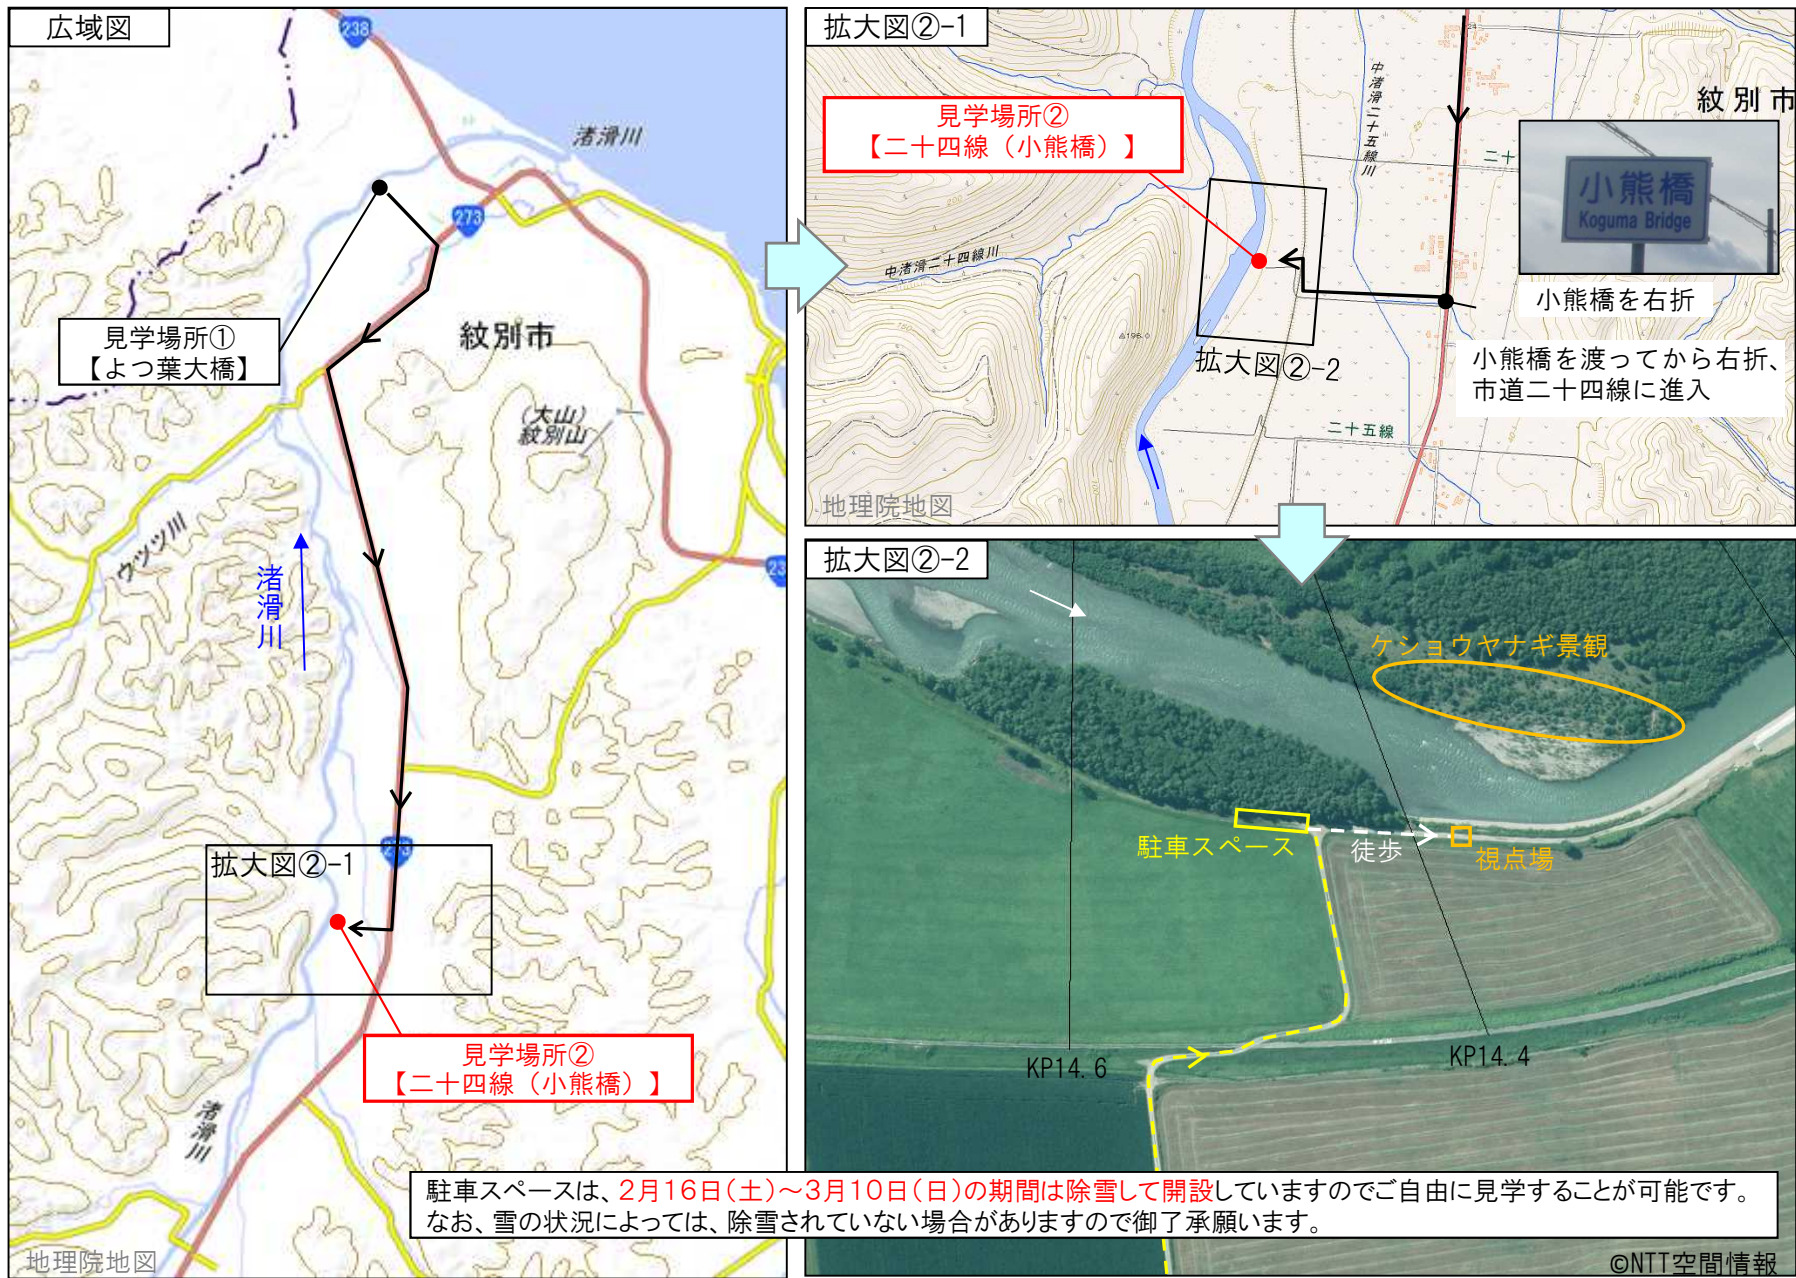 広域図
238
渚滑川
273
見学場所①
【よつ葉大橋】
紋別市
(大山)
紋別山
ウッツ川
渚滑川
23
拡大図②-1
見学場所②
【二十四線（小熊橋）】
渚滑川
地理院地図
拡大図②-1
見学場所②
【二十四線（小熊橋）】
中渚滑二十五線川
紋別市
二十
小熊橋
Koguma Bridge
小熊橋を右折
中渚滑二十四線川
拡大図②-2
小熊橋を渡ってから右折、
市道二十四線に進入
二十五線
地理院地図
拡大図②-2
ケショウヤナギ景観
駐車スペース
徒歩
視点場
KP14.6
KP14.4
駐車スペースは、2月16日(土)～3月10日(日)の期間は除雪して開設していますのでご自由に見学することが可能です。
なお、雪の状況によっては、除雪されていない場合がありますので御了承願います。
©NTT空間情報